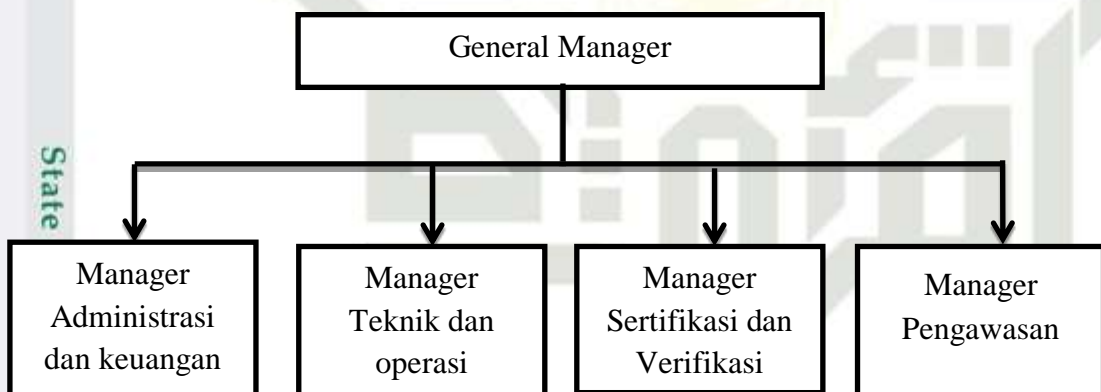 General Manager
State
Manager
Administrasi
dan keuangan
Manager
Teknik dan
operasi
Manager
Sertifikasi dan
Verifikasi
Manager
Pengawasan